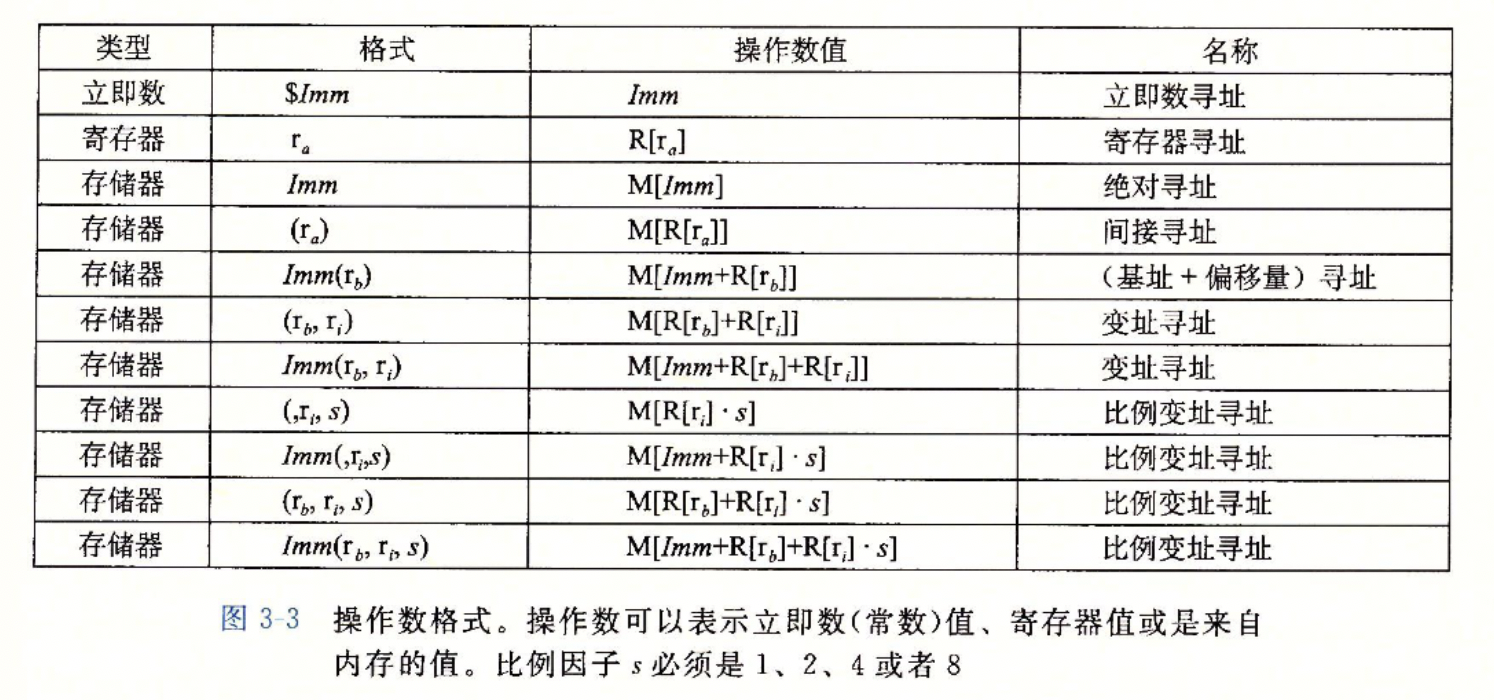 类型 格式 操作数值 名称
立即数 $Imm Imm 立即数寻址
寄存器 rₐ R[rₐ] 寄存器寻址
存储器 Imm M[Imm] 绝对寻址
存储器 (rₐ) M[R[rₐ]] 间接寻址
存储器 Imm(r_b) M[Imm+R[r_b]] （基址+偏移量）寻址
存储器 (r_b, r_i) M[R[r_b]+R[r_i]] 变址寻址
存储器 Imm(r_b, r_i) M[Imm+R[r_b]+R[r_i]] 变址寻址
存储器 (,r_i, s) M[R[r_i]·s] 比例变址寻址
存储器 Imm(,r_i,s) M[Imm+R[r_i]·s] 比例变址寻址
存储器 (r_b, r_i, s) M[R[r_b]+R[r_i]·s] 比例变址寻址
存储器 Imm(r_b, r_i, s) M[Imm+R[r_b]+R[r_i]·s] 比例变址寻址
图 3-3 操作数格式。操作数可以表示立即数(常数)值、寄存器值或是来自
内存的值。比例因子 s 必须是 1、2、4 或者 8